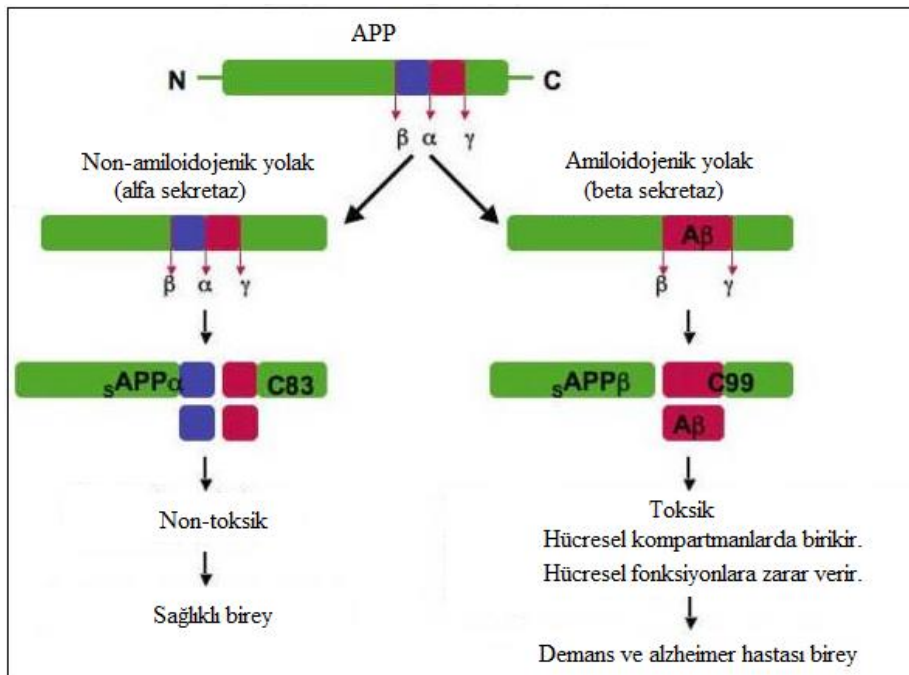 APP
N
C
β α γ
Non-amiloidojenik yolak
(alfa sekretaz)
Amiloidojenik yolak
(beta sekretaz)
Aβ
β α γ
β γ
sAPPα
C83
sAPPβ
C99
Aβ
Non-toksik
Toksik
Hücresel kompartmanlarda birikir.
Hücresel fonksiyonlara zarar verir.
Sağlıklı birey
Demans ve alzheimer hastası birey